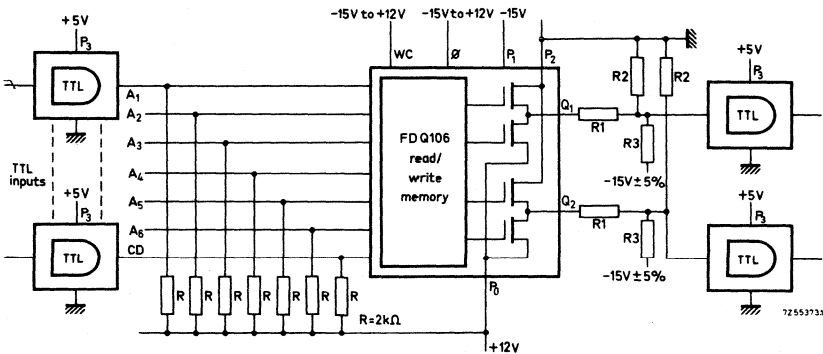 -15V to +12V
-15V to +12V
-15V
+5V
P3
TTL
WC
Ø
P1
P2
R2
R2
+5V
P3
TTL
A1
A2
A3
A4
A5
A6
CD
TTL
inputs
FDQ106
read/
write
memory
Q1
R1
R3
-15V±5%
Q2
R1
R3
-15V±5%
+5V
P3
TTL
+5V
P3
TTL
R
R
R
R
R
R
R
R=2kΩ
P0
+12V
7Z55373.1